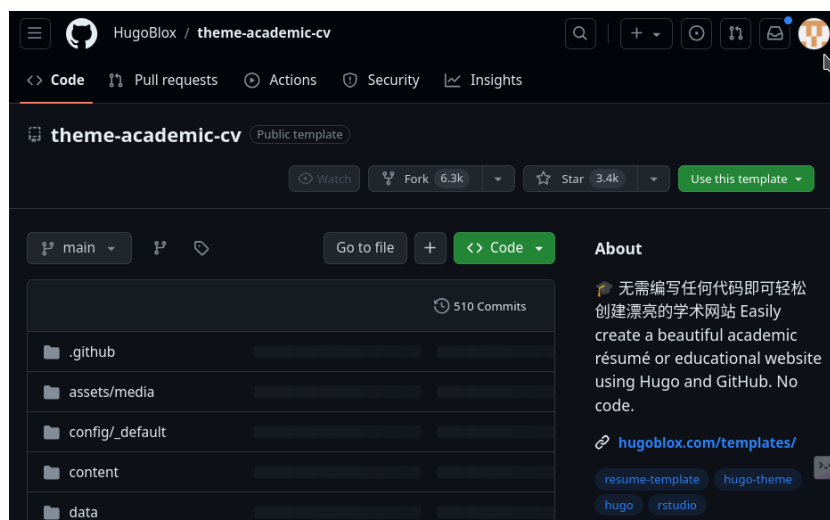 HugoBlox / theme-academic-cv
Code Pull requests Actions Security Insights
theme-academic-cv Public template
Watch Fork 6.3k Star 3.4k Use this template
main Go to file + Code
510 Commits
.github
assets/media
config/_default
content
data
About
🎓 无需编写任何代码即可轻松
创建漂亮的学术网站 Easily
create a beautiful academic
résumé or educational website
using Hugo and GitHub. No
code.
hugoblox.com/templates/
resume-template hugo-theme
hugo rstudio